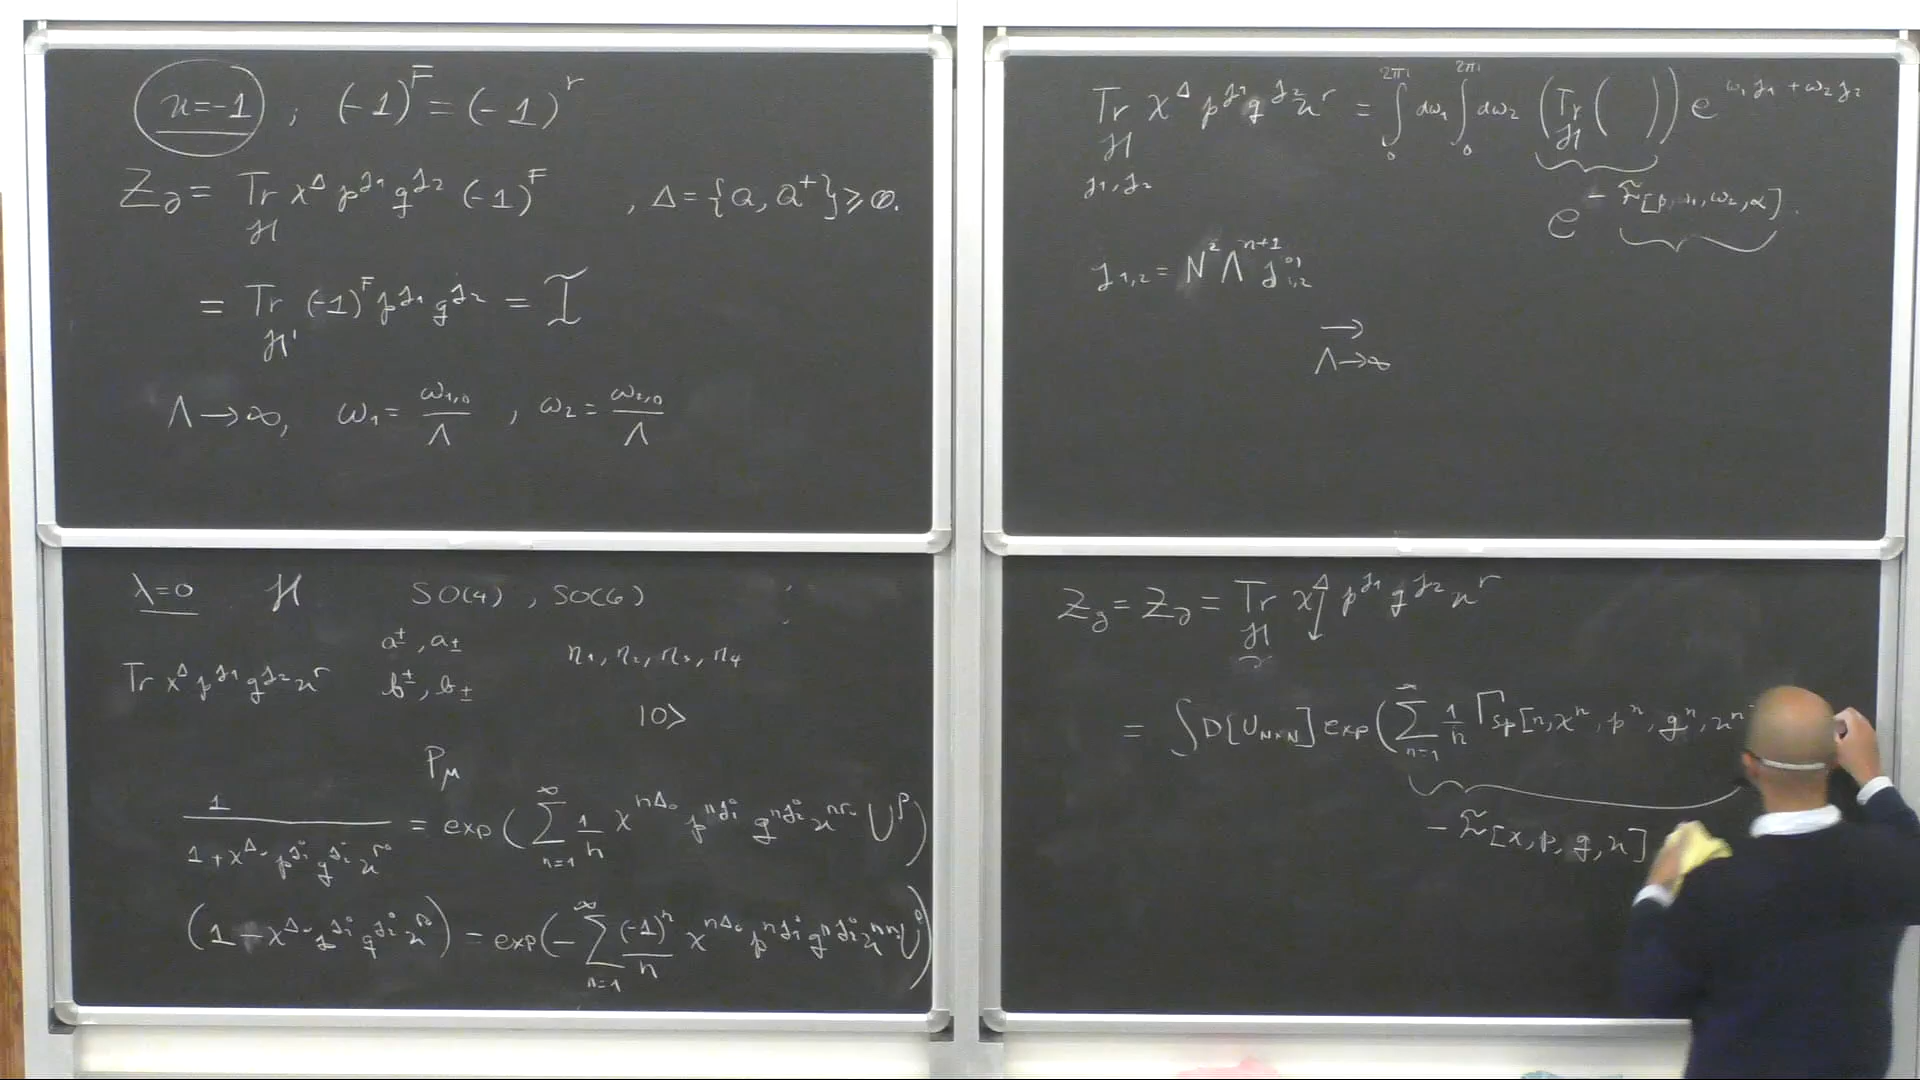 u=-1 ; (-1)^F = (-1)^r
Z_∂ = Tr_ℋ x^Δ p^{J_1} q^{J_2} (-1)^F , Δ = {Q, Q^+} ⩾ 0.
= Tr_ℋ' (-1)^F p^{J_1} q^{J_2} = I
Λ → ∞, ω_1 = ω_{1,0}/Λ , ω_2 = ω_{2,0}/Λ
λ=0 ℋ SO(4), SO(6)
a^±, a_±
Tr x^Δ p^{J_1} q^{J_2} u^r b^±, b_± n_1, n_2, n_3, n_4
|0>
P_μ
1/(1+x^{Δ_0} p^{J_1^0} q^{J_2^0} u^{r_0}) = exp(∑_{n=1}^∞ 1/n x^{nΔ_0} p^{nJ_1^0} q^{nJ_2^0} u^{nr_0} U^ρ)
(1 + x^{Δ_0} p^{J_1^0} q^{J_2^0} u^{r_0}) = exp(-∑_{n=1}^∞ (-1)^n/n x^{nΔ_0} p^{nJ_1^0} q^{nJ_2^0} u^{nr_0} U^ρ)
Tr_{ℋ J_1,J_2} x^Δ p^{J_1} q^{J_2} u^r = ∫_0^{2πi} dω_1 ∫_0^{2πi} dω_2 (Tr_ℋ ( )) e^{ω_1 J_1 + ω_2 J_2}
e^{-\tilde{Σ}[β, ω_1, ω_2, α]}.
J_{1,2} = N^2 Λ^{n+1} J^{(0)}_{1,2}
→
Λ→∞
Z_g = Z_∂ = Tr_ℋ x^Δ p^{J_1} q^{J_2} u^r
= ∫D[U_{N×N}] exp(∑_{n=1}^∞ 1/n Γ_{sp}[n, x^n, p^n, q^n, u^n
-\tilde{Σ}[x, p, q, u]